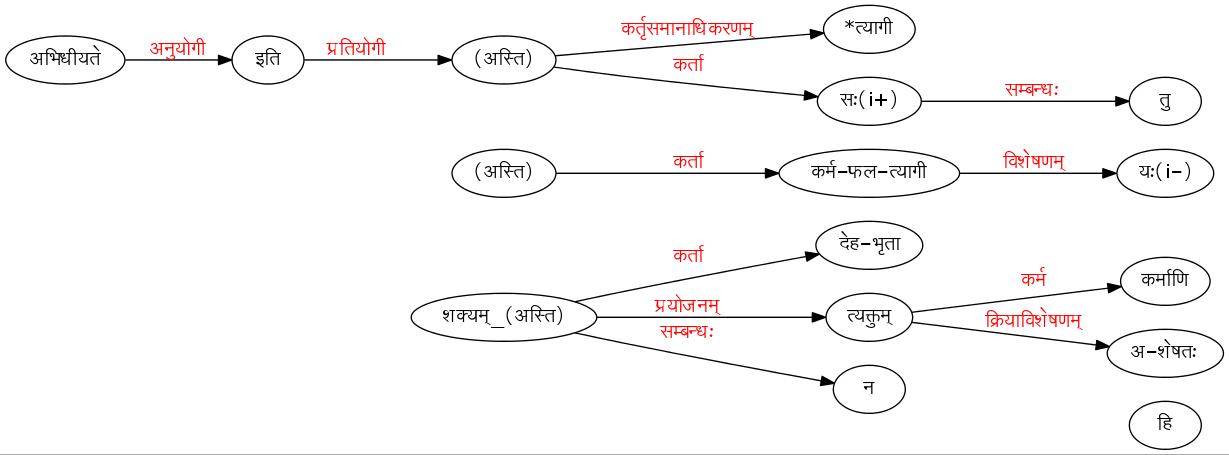 कर्तृसमानाधिकरणम् *त्यागी
अभिधीयते अनुयोगी इति प्रतियोगी (अस्ति)
कर्ता सः(i+) सम्बन्धः तु
(अस्ति) कर्ता कर्म-फल-त्यागी विशेषणम् यः(i-)
कर्ता देह-भृता
शक्यम्_(अस्ति) प्रयोजनम् त्यक्तुम् कर्म कर्माणि
क्रियाविशेषणम् अ-शेषतः
सम्बन्धः न
हि